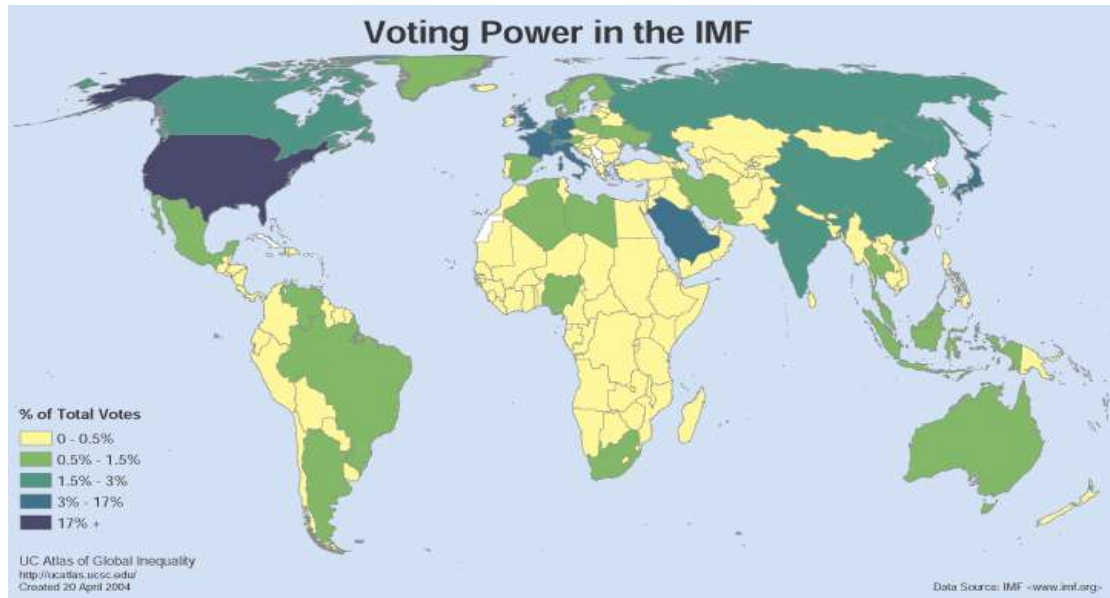 Voting Power in the IMF
% of Total Votes
0 - 0.5%
0.5% - 1.5%
1.5% - 3%
3% - 17%
17% +
UC Atlas of Global Inequality
http://ucatlas.ucsc.edu/
Created 20 April 2004
Data Source: IMF <www.imf.org>